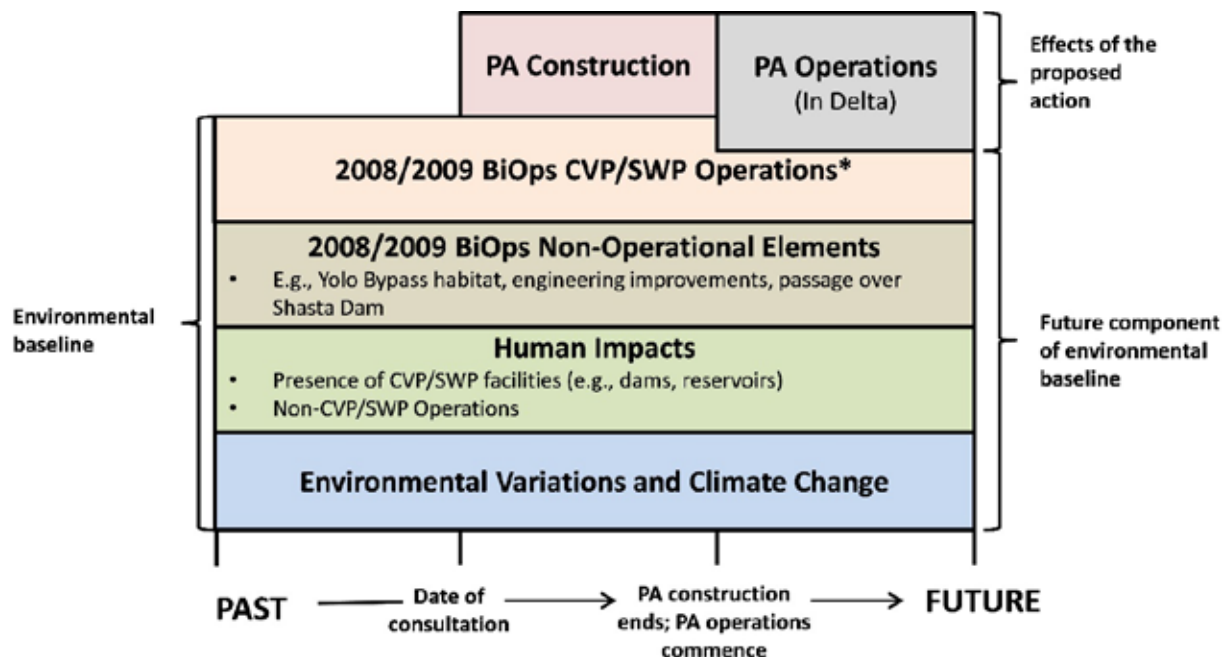 PA Construction
PA Operations
(In Delta)
Effects of the
proposed
action
2008/2009 BiOps CVP/SWP Operations*
2008/2009 BiOps Non-Operational Elements
• E.g., Yolo Bypass habitat, engineering improvements, passage over
Shasta Dam
Environmental
baseline
Human Impacts
• Presence of CVP/SWP facilities (e.g., dams, reservoirs)
• Non-CVP/SWP Operations
Future component
of environmental
baseline
Environmental Variations and Climate Change
PAST
Date of
consultation
PA construction
ends; PA operations
commence
FUTURE